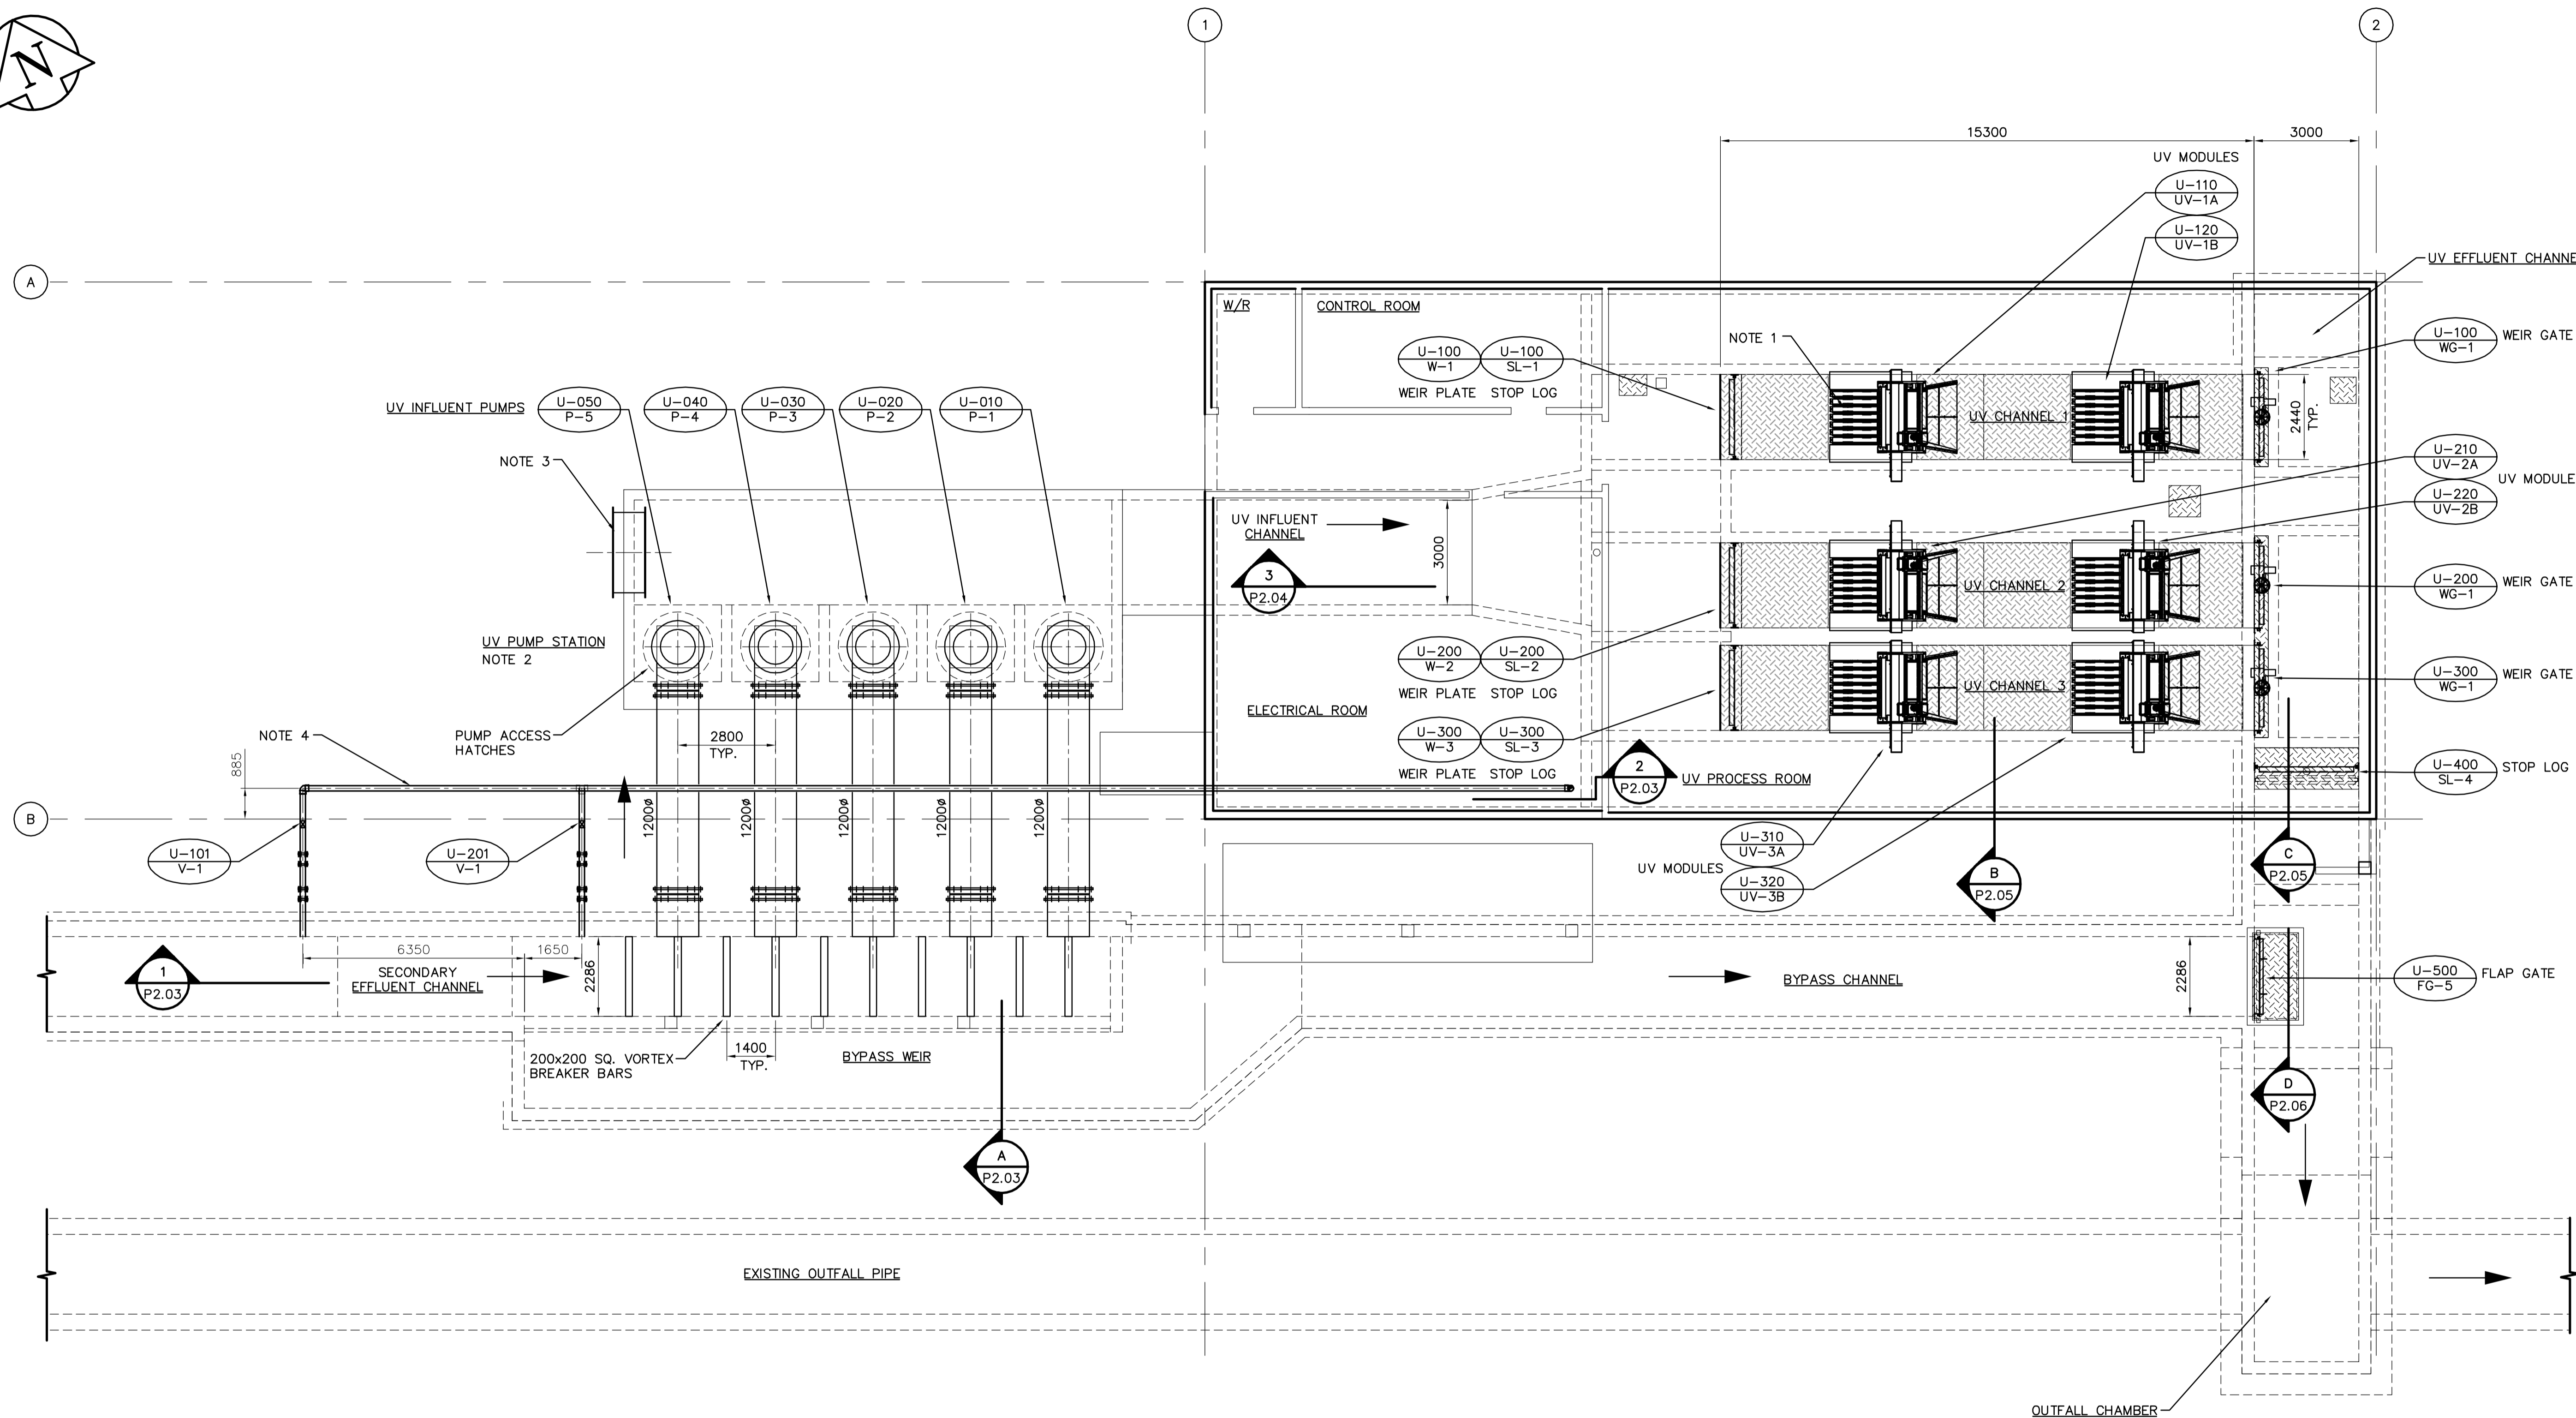 N
1
2
15300
3000
UV MODULES
U-110
UV-1A
U-120
UV-1B
UV EFFLUENT CHANNE
A
W/R
CONTROL ROOM
U-100
W-1
U-100
SL-1
WEIR PLATE
STOP LOG
NOTE 1
UV CHANNEL 1
2440
TYP.
U-100
WG-1
WEIR GATE
UV INFLUENT PUMPS
U-050
P-5
U-040
P-4
U-030
P-3
U-020
P-2
U-010
P-1
NOTE 3
U-210
UV-2A
UV MODULE
U-220
UV-2B
UV INFLUENT
CHANNEL
3000
3
P2.04
UV CHANNEL 2
U-200
WG-1
WEIR GATE
UV PUMP STATION
NOTE 2
U-200
W-2
U-200
SL-2
WEIR PLATE
STOP LOG
UV CHANNEL 3
U-300
WG-1
WEIR GATE
ELECTRICAL ROOM
NOTE 4
PUMP ACCESS
HATCHES
2800
TYP.
U-300
W-3
U-300
SL-3
WEIR PLATE
STOP LOG
885
2
P2.03
UV PROCESS ROOM
U-400
SL-4
STOP LOG
B
1200ø
1200ø
1200ø
1200ø
1200ø
U-101
V-1
U-201
V-1
U-310
UV-3A
UV MODULES
U-320
UV-3B
B
P2.05
C
P2.05
6350
1650
1
P2.03
SECONDARY
EFFLUENT CHANNEL
2286
BYPASS CHANNEL
2286
U-500
FG-5
FLAP GATE
200x200 SQ. VORTEX
BREAKER BARS
1400
TYP.
BYPASS WEIR
D
P2.06
A
P2.03
EXISTING OUTFALL PIPE
OUTFALL CHAMBER